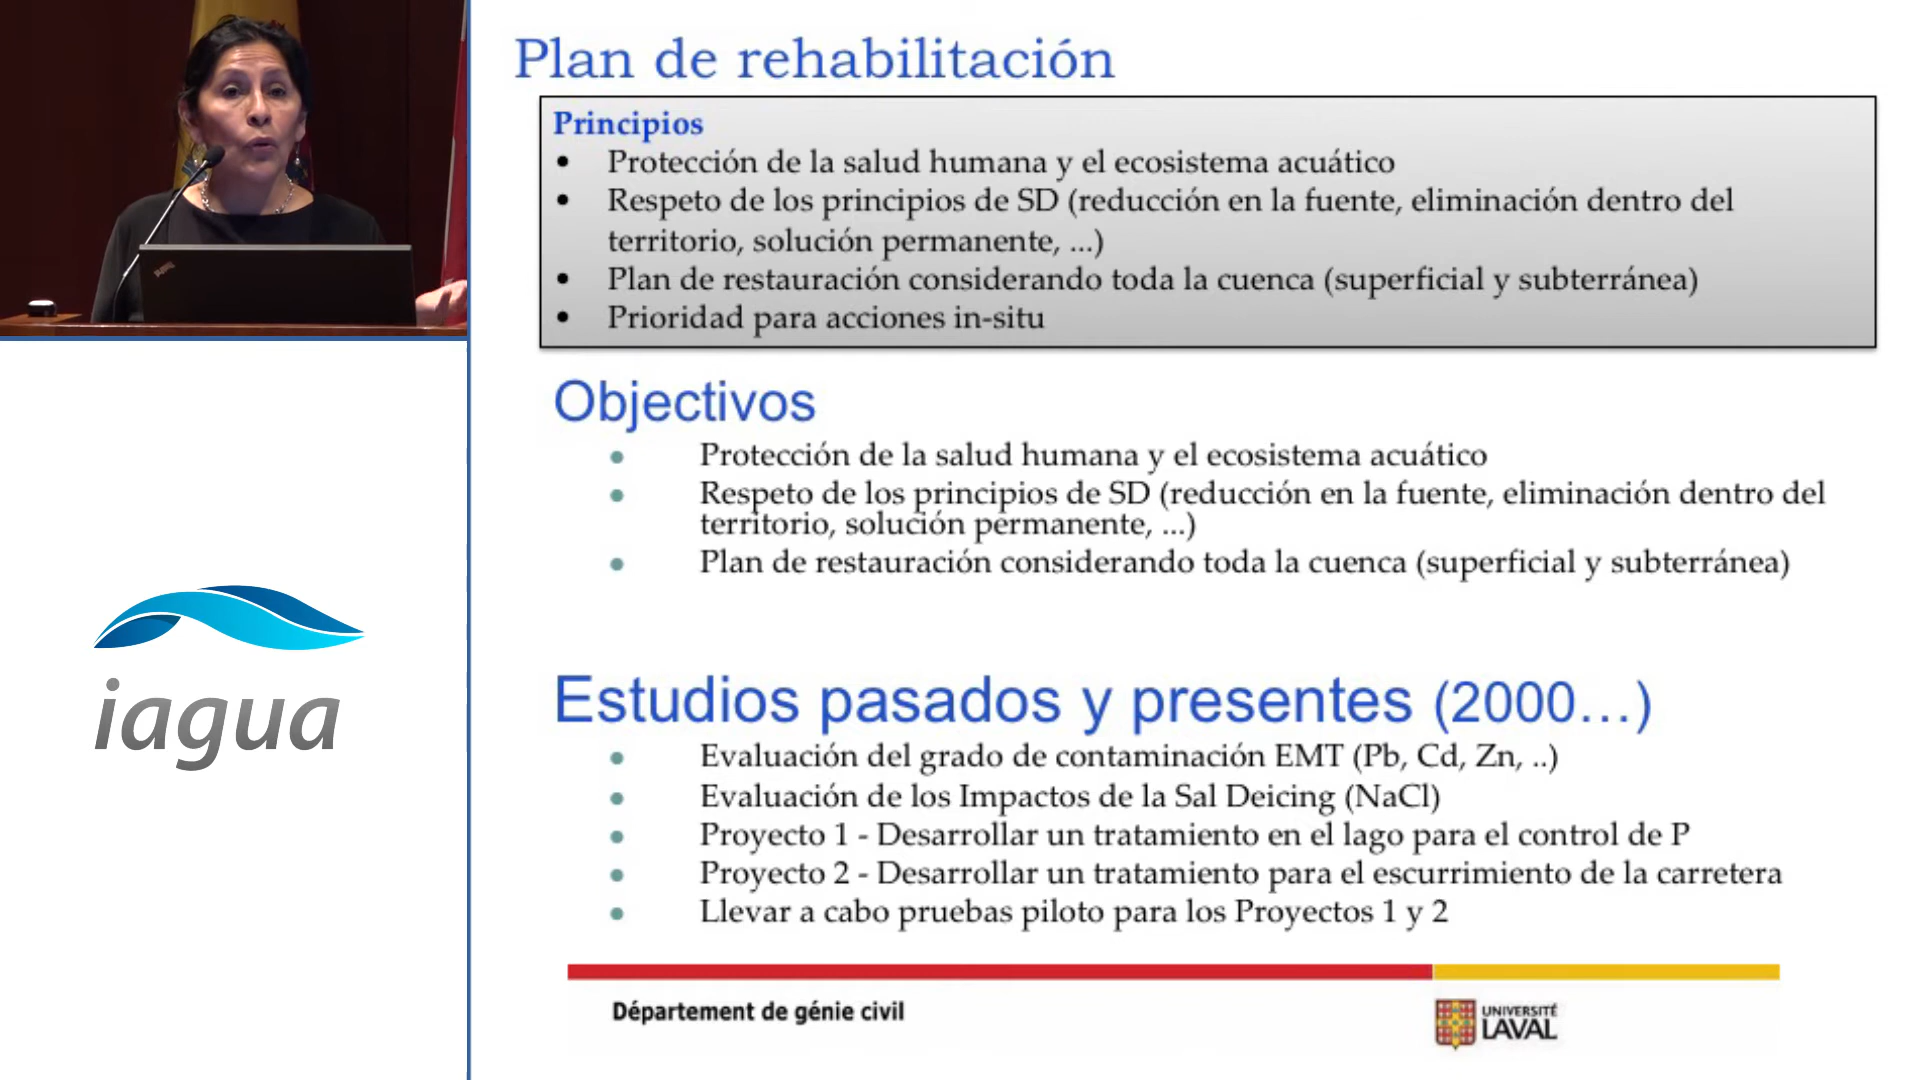 Plan de rehabilitación
Principios
• Protección de la salud humana y el ecosistema acuático
• Respeto de los principios de SD (reducción en la fuente, eliminación dentro del
territorio, solución permanente, ...)
• Plan de restauración considerando toda la cuenca (superficial y subterránea)
• Prioridad para acciones in-situ
Objectivos
• Protección de la salud humana y el ecosistema acuático
• Respeto de los principios de SD (reducción en la fuente, eliminación dentro del
territorio, solución permanente, ...)
• Plan de restauración considerando toda la cuenca (superficial y subterránea)
Estudios pasados y presentes (2000…)
• Evaluación del grado de contaminación EMT (Pb, Cd, Zn, ..)
• Evaluación de los Impactos de la Sal Deicing (NaCl)
• Proyecto 1 - Desarrollar un tratamiento en el lago para el control de P
• Proyecto 2 - Desarrollar un tratamiento para el escurrimiento de la carretera
• Llevar a cabo pruebas piloto para los Proyectos 1 y 2
Département de génie civil
UNIVERSITÉ
LAVAL
iagua